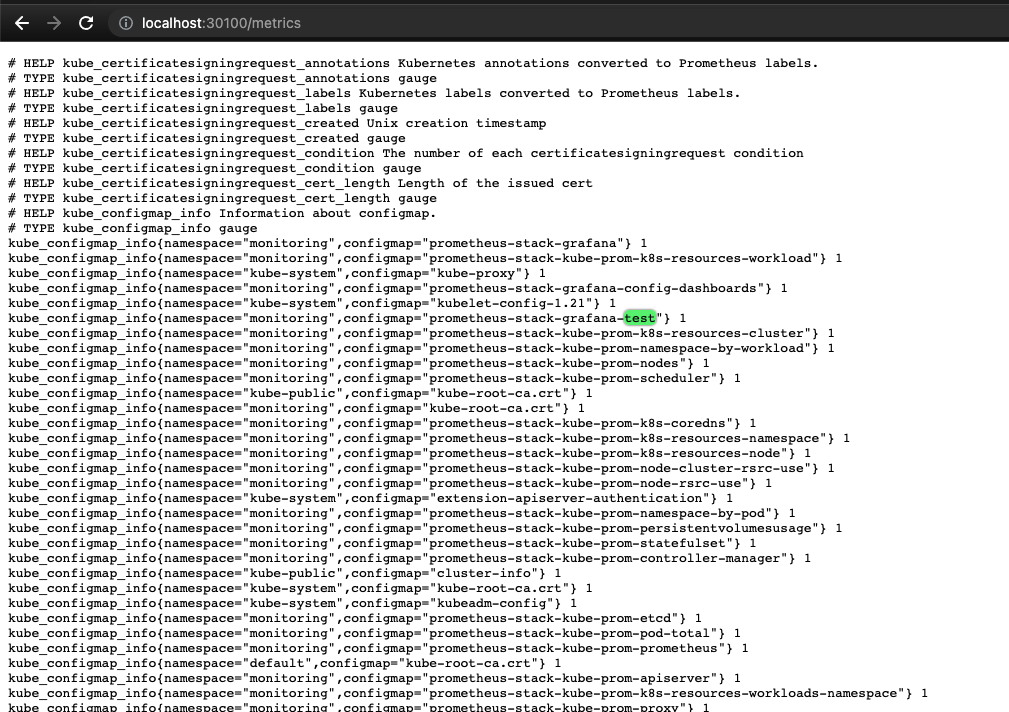 localhost:30100/metrics
# HELP kube_certificatesigningrequest_annotations Kubernetes annotations converted to Prometheus labels.
# TYPE kube_certificatesigningrequest_annotations gauge
# HELP kube_certificatesigningrequest_labels Kubernetes labels converted to Prometheus labels.
# TYPE kube_certificatesigningrequest_labels gauge
# HELP kube_certificatesigningrequest_created Unix creation timestamp
# TYPE kube_certificatesigningrequest_created gauge
# HELP kube_certificatesigningrequest_condition The number of each certificatesigningrequest condition
# TYPE kube_certificatesigningrequest_condition gauge
# HELP kube_certificatesigningrequest_cert_length Length of the issued cert
# TYPE kube_certificatesigningrequest_cert_length gauge
# HELP kube_configmap_info Information about configmap.
# TYPE kube_configmap_info gauge
kube_configmap_info{namespace="monitoring",configmap="prometheus-stack-grafana"} 1
kube_configmap_info{namespace="monitoring",configmap="prometheus-stack-kube-prom-k8s-resources-workload"} 1
kube_configmap_info{namespace="kube-system",configmap="kube-proxy"} 1
kube_configmap_info{namespace="monitoring",configmap="prometheus-stack-grafana-config-dashboards"} 1
kube_configmap_info{namespace="kube-system",configmap="kubelet-config-1.21"} 1
kube_configmap_info{namespace="monitoring",configmap="prometheus-stack-grafana-test"} 1
kube_configmap_info{namespace="monitoring",configmap="prometheus-stack-kube-prom-k8s-resources-cluster"} 1
kube_configmap_info{namespace="monitoring",configmap="prometheus-stack-kube-prom-namespace-by-workload"} 1
kube_configmap_info{namespace="monitoring",configmap="prometheus-stack-kube-prom-nodes"} 1
kube_configmap_info{namespace="monitoring",configmap="prometheus-stack-kube-prom-scheduler"} 1
kube_configmap_info{namespace="kube-public",configmap="kube-root-ca.crt"} 1
kube_configmap_info{namespace="monitoring",configmap="kube-root-ca.crt"} 1
kube_configmap_info{namespace="monitoring",configmap="prometheus-stack-kube-prom-k8s-coredns"} 1
kube_configmap_info{namespace="monitoring",configmap="prometheus-stack-kube-prom-k8s-resources-namespace"} 1
kube_configmap_info{namespace="monitoring",configmap="prometheus-stack-kube-prom-k8s-resources-node"} 1
kube_configmap_info{namespace="monitoring",configmap="prometheus-stack-kube-prom-node-cluster-rsrc-use"} 1
kube_configmap_info{namespace="monitoring",configmap="prometheus-stack-kube-prom-node-rsrc-use"} 1
kube_configmap_info{namespace="kube-system",configmap="extension-apiserver-authentication"} 1
kube_configmap_info{namespace="monitoring",configmap="prometheus-stack-kube-prom-namespace-by-pod"} 1
kube_configmap_info{namespace="monitoring",configmap="prometheus-stack-kube-prom-persistentvolumesusage"} 1
kube_configmap_info{namespace="monitoring",configmap="prometheus-stack-kube-prom-statefulset"} 1
kube_configmap_info{namespace="monitoring",configmap="prometheus-stack-kube-prom-controller-manager"} 1
kube_configmap_info{namespace="kube-public",configmap="cluster-info"} 1
kube_configmap_info{namespace="kube-system",configmap="kube-root-ca.crt"} 1
kube_configmap_info{namespace="kube-system",configmap="kubeadm-config"} 1
kube_configmap_info{namespace="monitoring",configmap="prometheus-stack-kube-prom-etcd"} 1
kube_configmap_info{namespace="monitoring",configmap="prometheus-stack-kube-prom-pod-total"} 1
kube_configmap_info{namespace="monitoring",configmap="prometheus-stack-kube-prom-prometheus"} 1
kube_configmap_info{namespace="default",configmap="kube-root-ca.crt"} 1
kube_configmap_info{namespace="monitoring",configmap="prometheus-stack-kube-prom-apiserver"} 1
kube_configmap_info{namespace="monitoring",configmap="prometheus-stack-kube-prom-k8s-resources-workloads-namespace"} 1
kube_configmap_info{namespace="monitoring",configmap="prometheus-stack-kube-prom-proxy"} 1